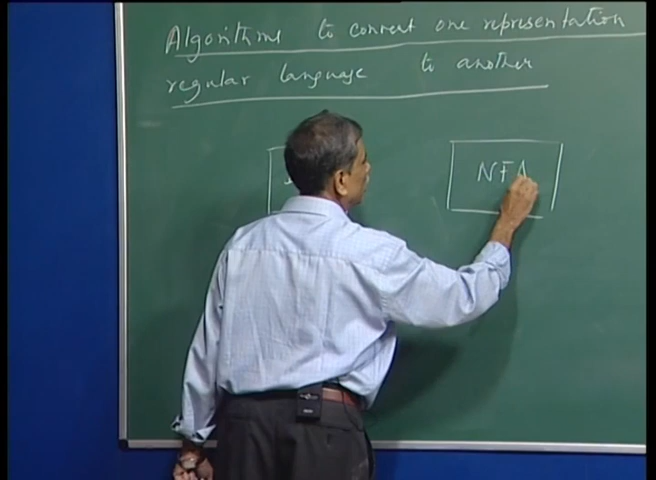 Algorithms to convert one representation
regular language to another
NFA